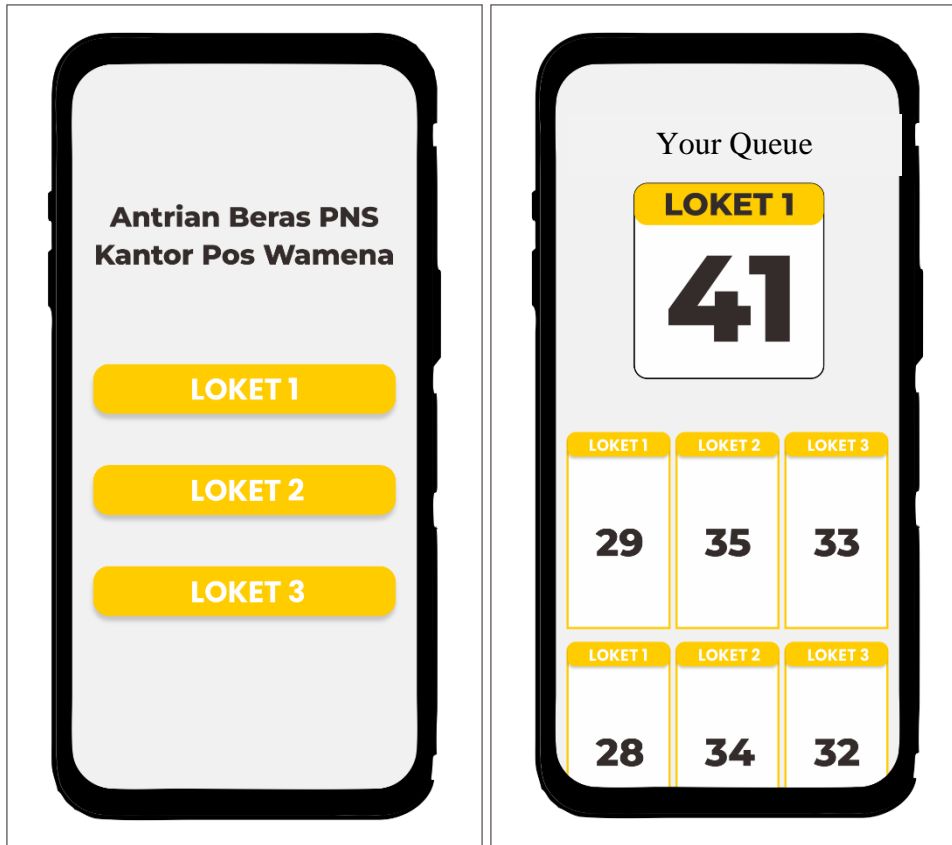 Antrian Beras PNS
Kantor Pos Wamena
LOKET 1
LOKET 2
LOKET 3
Your Queue
LOKET 1
41
LOKET 1 LOKET 2 LOKET 3
29 35 33
LOKET 1 LOKET 2 LOKET 3
28 34 32